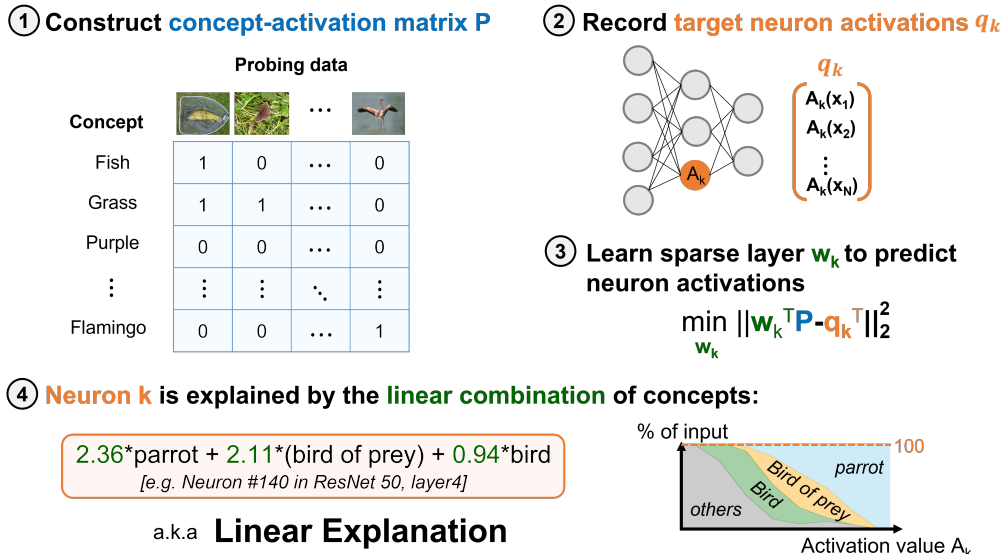 1 Construct concept-activation matrix P
Probing data
Concept
...
Fish 1 0 ... 0
Grass 1 1 ... 0
Purple 0 0 ... 0
⋮ ⋮ ⋮ ⋱ ⋮
Flamingo 0 0 ... 1
2 Record target neuron activations qₖ
qₖ
Aₖ
Aₖ(x₁)
Aₖ(x₂)
⋮
Aₖ(x_N)
3 Learn sparse layer wₖ to predict
neuron activations
min ||wₖᵀP-qₖᵀ||₂²
wₖ
4 Neuron k is explained by the linear combination of concepts:
2.36*parrot + 2.11*(bird of prey) + 0.94*bird
[e.g. Neuron #140 in ResNet 50, layer4]
a.k.a Linear Explanation
% of input
100
parrot
Bird of prey
Bird
others
Activation value Aₖ